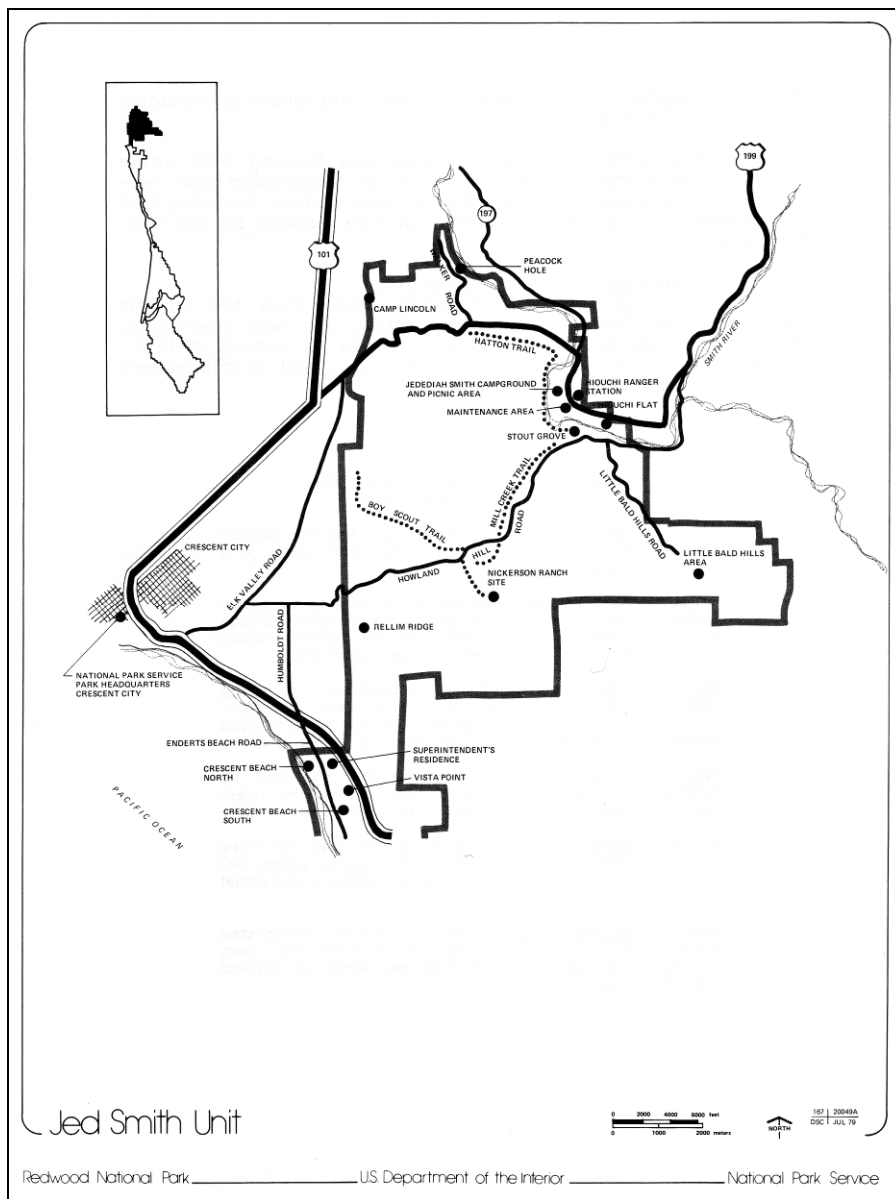 199
197
101
WALKER
ROAD
PEACOCK
HOLE
CAMP LINCOLN
HATTON TRAIL
SMITH RIVER
JEDEDIAH SMITH CAMPGROUND
AND PICNIC AREA
HIOUCHI RANGER
STATION
MAINTENANCE AREA
HIOUCHI FLAT
STOUT GROVE
MILL CREEK TRAIL
LITTLE BALD HILLS ROAD
BOY SCOUT TRAIL
HOWLAND
HILL
ROAD
LITTLE BALD HILLS
AREA
CRESCENT CITY
ELK VALLEY ROAD
NICKERSON RANCH
SITE
HUMBOLDT ROAD
RELLIM RIDGE
NATIONAL PARK SERVICE
PARK HEADQUARTERS
CRESCENT CITY
ENDERTS BEACH ROAD
SUPERINTENDENT'S
RESIDENCE
CRESCENT BEACH
NORTH
VISTA POINT
CRESCENT BEACH
SOUTH
PACIFIC OCEAN
Jed Smith Unit
0 2000 4000 6000 feet
0 1000 2000 meters
NORTH
167 20049A
DSC JUL 79
Redwood National Park U.S. Department of the Interior National Park Service